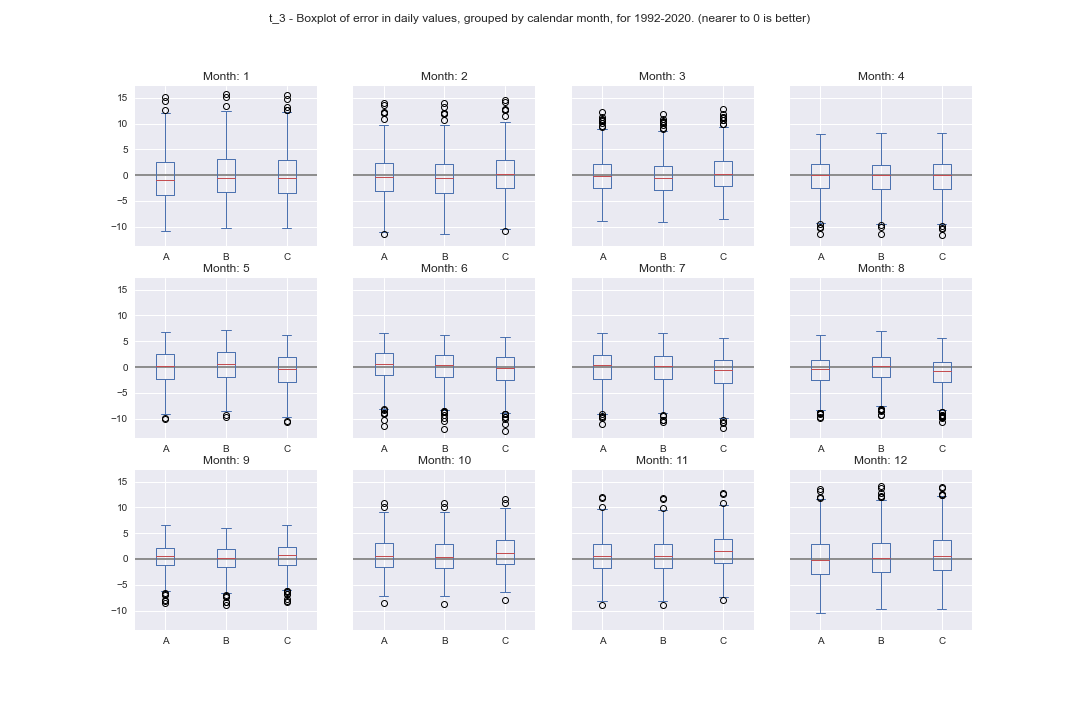 t_3 - Boxplot of error in daily values, grouped by calendar month, for 1992-2020. (nearer to 0 is better)
Month: 1 Month: 2 Month: 3 Month: 4
15
10
5
0
−5
−10
A B C A B C A B C A B C
Month: 5 Month: 6 Month: 7 Month: 8
15
10
5
0
−5
−10
A B C A B C A B C A B C
Month: 9 Month: 10 Month: 11 Month: 12
15
10
5
0
−5
−10
A B C A B C A B C A B C